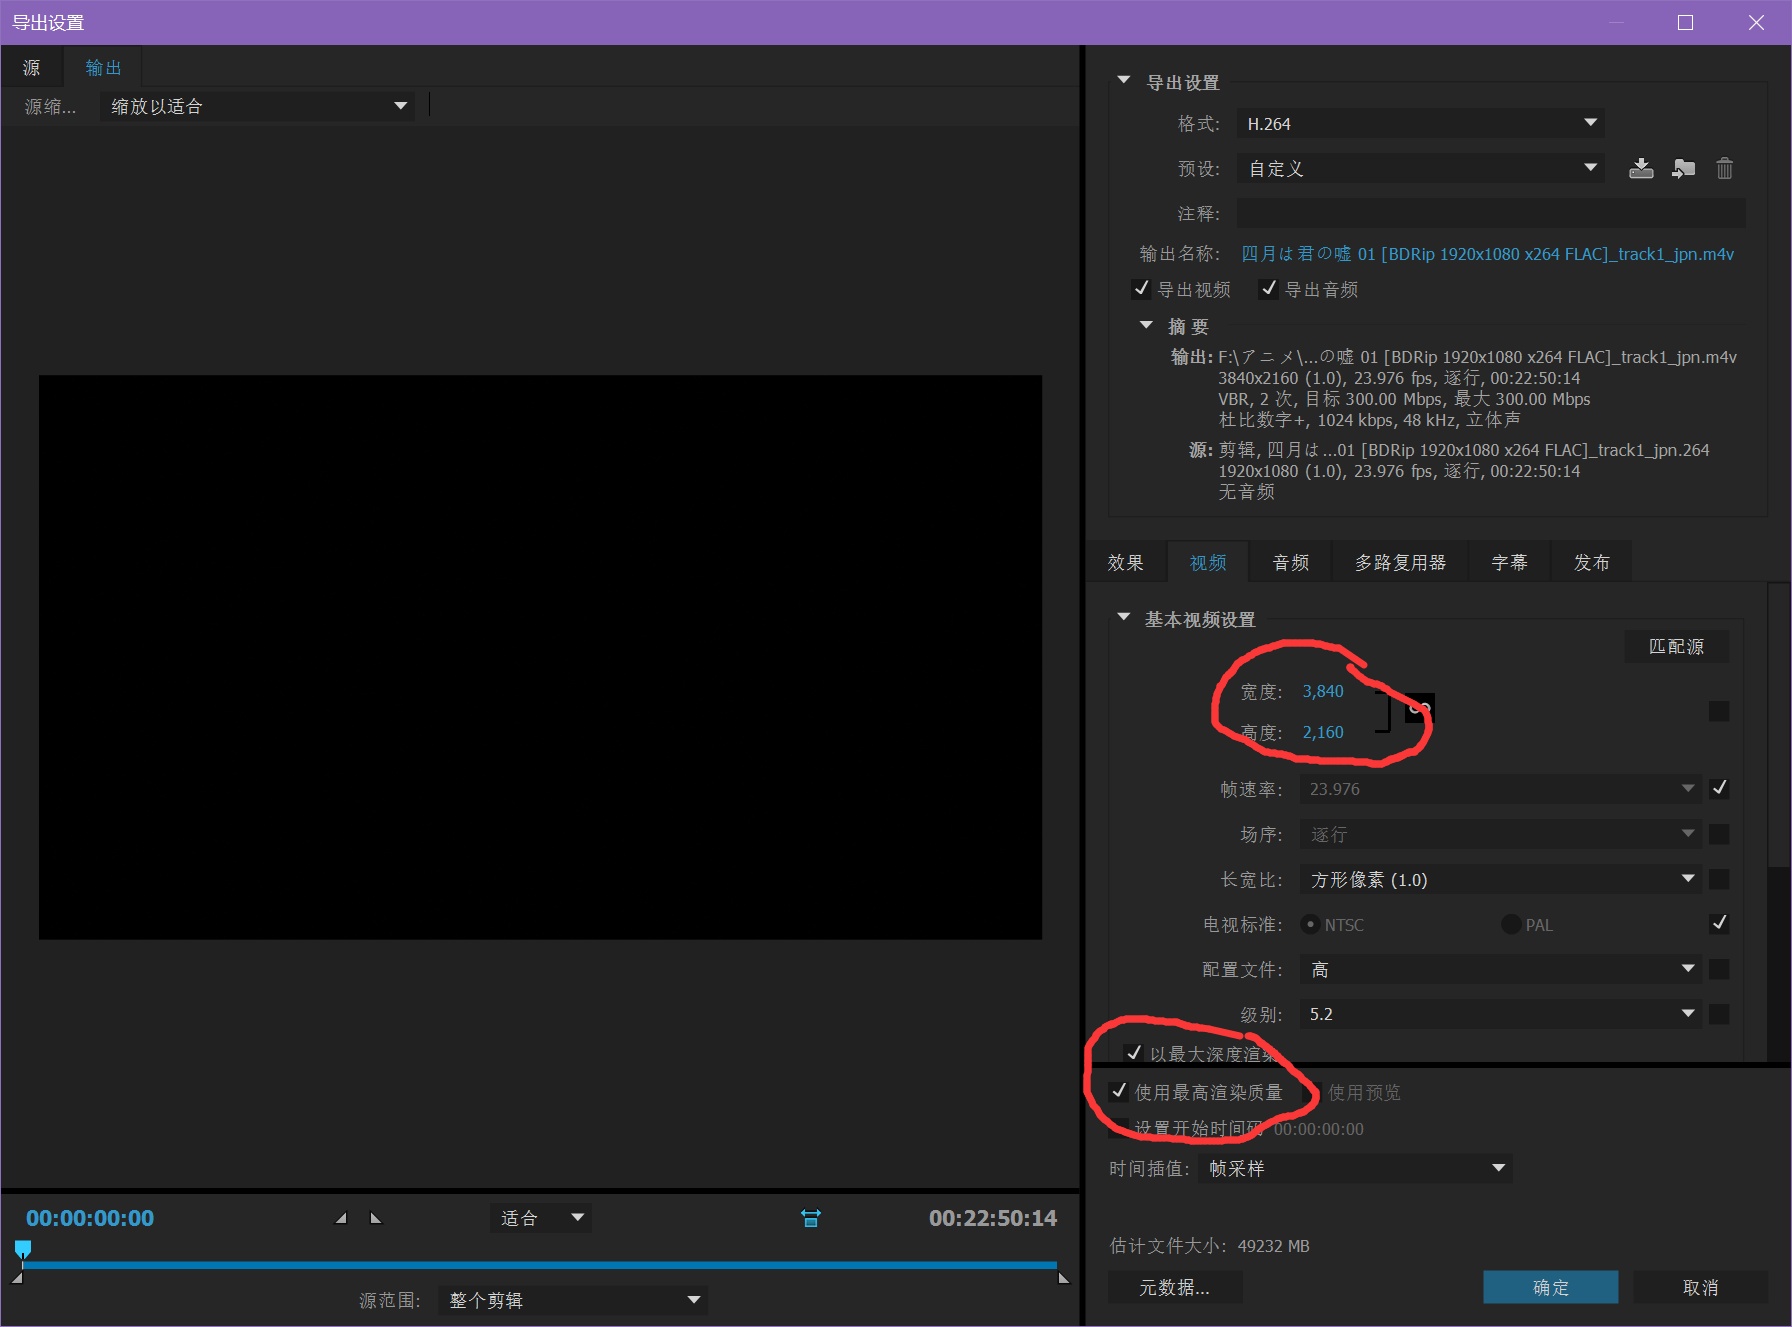 导出设置
源 输出
源缩... 缩放以适合
导出设置
格式: H.264
预设: 自定义
注释:
输出名称: 四月は君の嘘 01 [BDRip 1920x1080 x264 FLAC]_track1_jpn.m4v
导出视频 导出音频
摘要
输出: F:\アニメ\...の嘘 01 [BDRip 1920x1080 x264 FLAC]_track1_jpn.m4v
3840x2160 (1.0), 23.976 fps, 逐行, 00:22:50:14
VBR, 2 次, 目标 300.00 Mbps, 最大 300.00 Mbps
杜比数字+, 1024 kbps, 48 kHz, 立体声
源: 剪辑, 四月は...01 [BDRip 1920x1080 x264 FLAC]_track1_jpn.264
1920x1080 (1.0), 23.976 fps, 逐行, 00:22:50:14
无音频
效果 视频 音频 多路复用器 字幕 发布
基本视频设置
匹配源
宽度: 3,840
高度: 2,160
帧速率: 23.976
场序: 逐行
长宽比: 方形像素 (1.0)
电视标准: NTSC PAL
配置文件: 高
级别: 5.2
以最大深度渲染
使用最高渲染质量 使用预览
设置开始时间码 00:00:00:00
时间插值: 帧采样
估计文件大小: 49232 MB
元数据... 确定 取消
00:00:00:00 适合 00:22:50:14
源范围: 整个剪辑